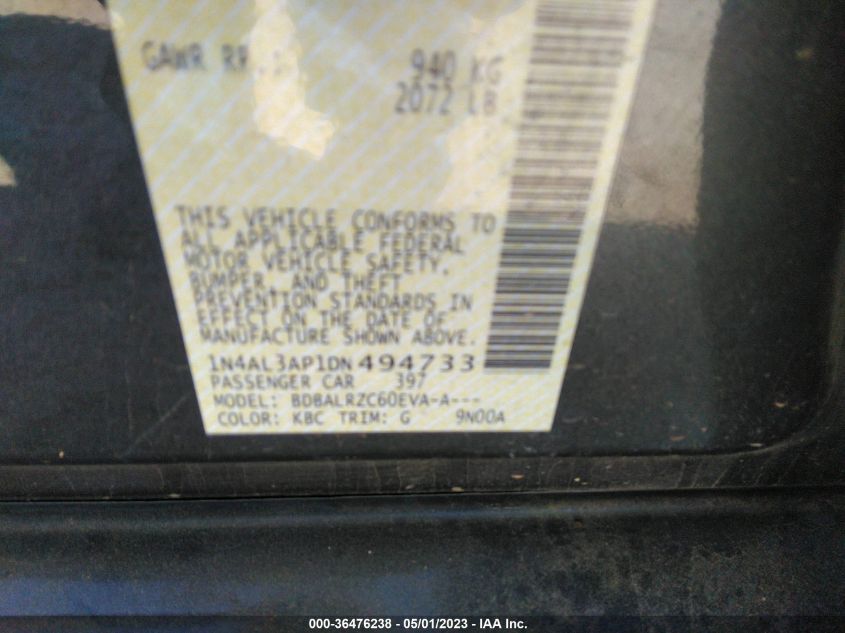 GAWR RR
940 KG
2072 LB
THIS VEHICLE CONFORMS TO
ALL APPLICABLE FEDERAL
MOTOR VEHICLE SAFETY,
BUMPER, AND THEFT
PREVENTION STANDARDS IN
EFFECT ON THE DATE OF
MANUFACTURE SHOWN ABOVE.
1N4AL3AP1DN494733
PASSENGER CAR 397
MODEL: BDBALRZC60EVA-A---
COLOR: KBC TRIM: G 9N00A
000-36476238 - 05/01/2023 - IAA Inc.